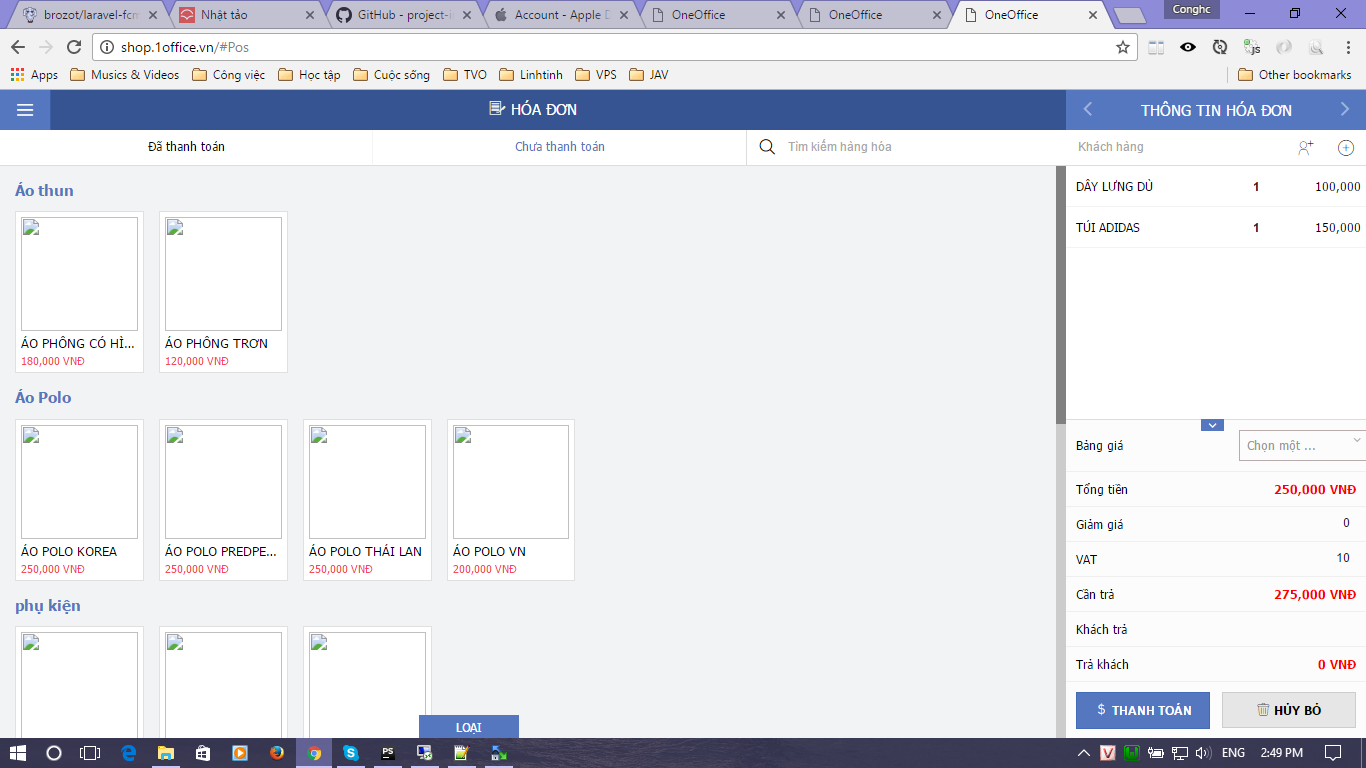 brozot/laravel-fcm
Nhật tảo
GitHub - project-i
Account - Apple D
OneOffice
OneOffice
OneOffice
Conghc
shop.1office.vn/#Pos
Apps
Musics & Videos
Công việc
Học tập
Cuộc sống
TVO
Linhtinh
VPS
JAV
Other bookmarks
HÓA ĐƠN
THÔNG TIN HÓA ĐƠN
Đã thanh toán
Chưa thanh toán
Tìm kiếm hàng hóa
Khách hàng
Áo thun
ÁO PHÔNG CÓ HÌ...
180,000 VNĐ
ÁO PHÔNG TRƠN
120,000 VNĐ
Áo Polo
ÁO POLO KOREA
250,000 VNĐ
ÁO POLO PREDPE...
250,000 VNĐ
ÁO POLO THÁI LAN
250,000 VNĐ
ÁO POLO VN
200,000 VNĐ
phụ kiện
LOẠI
DÂY LƯNG DÙ 1 100,000
TÚI ADIDAS 1 150,000
Bảng giá Chọn một ...
Tổng tiền 250,000 VNĐ
Giảm giá 0
VAT 10
Cần trả 275,000 VNĐ
Khách trả
Trả khách 0 VNĐ
$ THANH TOÁN
HỦY BỎ
ENG
2:49 PM